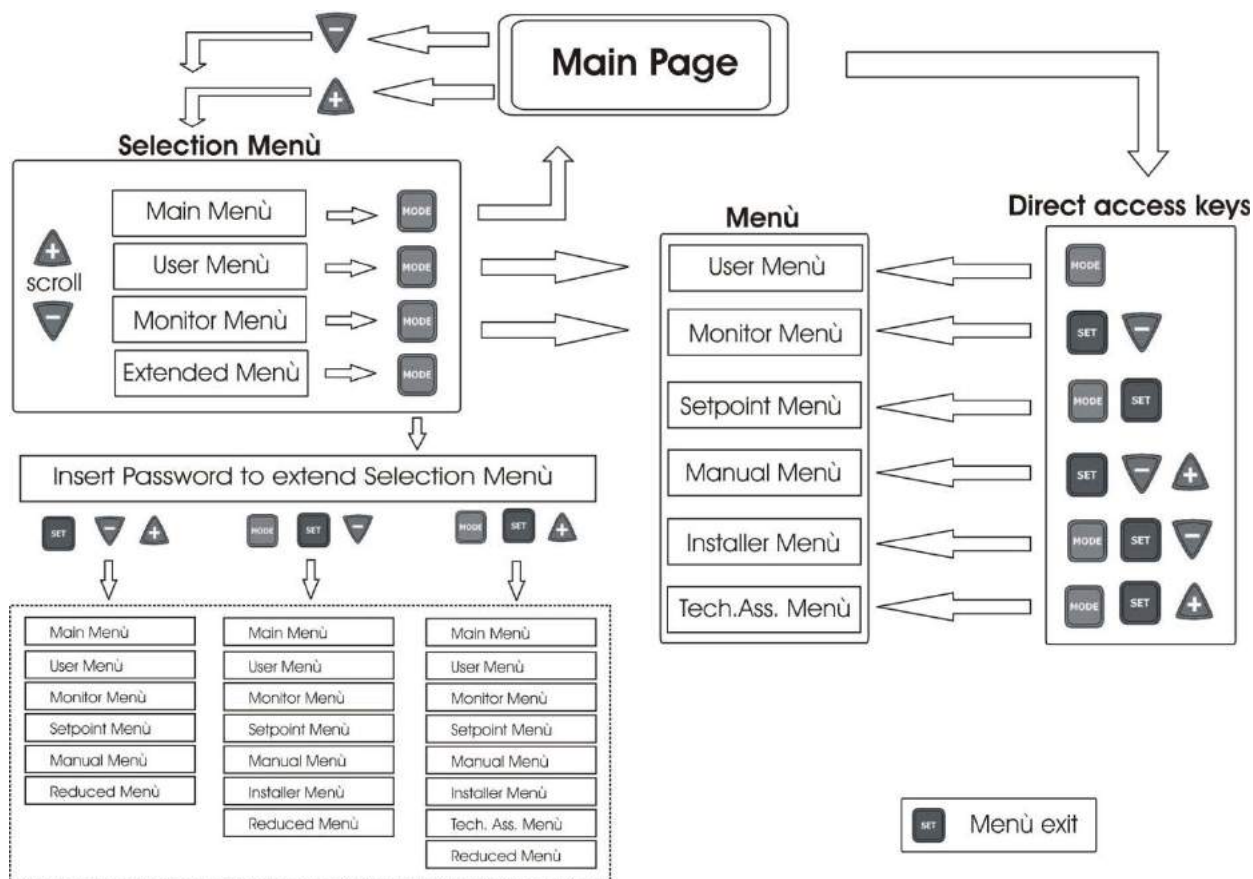 −
Main Page
+
Selection Menù
Main Menù
MODE
+
scroll
−
User Menù
MODE
Monitor Menù
MODE
Extended Menù
MODE
Insert Password to extend Selection Menù
SET − +
MODE SET −
MODE SET +
Main Menù
User Menù
Monitor Menù
Setpoint Menù
Manual Menù
Reduced Menù
Main Menù
User Menù
Monitor Menù
Setpoint Menù
Manual Menù
Installer Menù
Reduced Menù
Main Menù
User Menù
Monitor Menù
Setpoint Menù
Manual Menù
Installer Menù
Tech. Ass. Menù
Reduced Menù
Menù
User Menù
Monitor Menù
Setpoint Menù
Manual Menù
Installer Menù
Tech.Ass. Menù
Direct access keys
MODE
SET −
MODE SET
SET − +
MODE SET −
MODE SET +
SET Menù exit